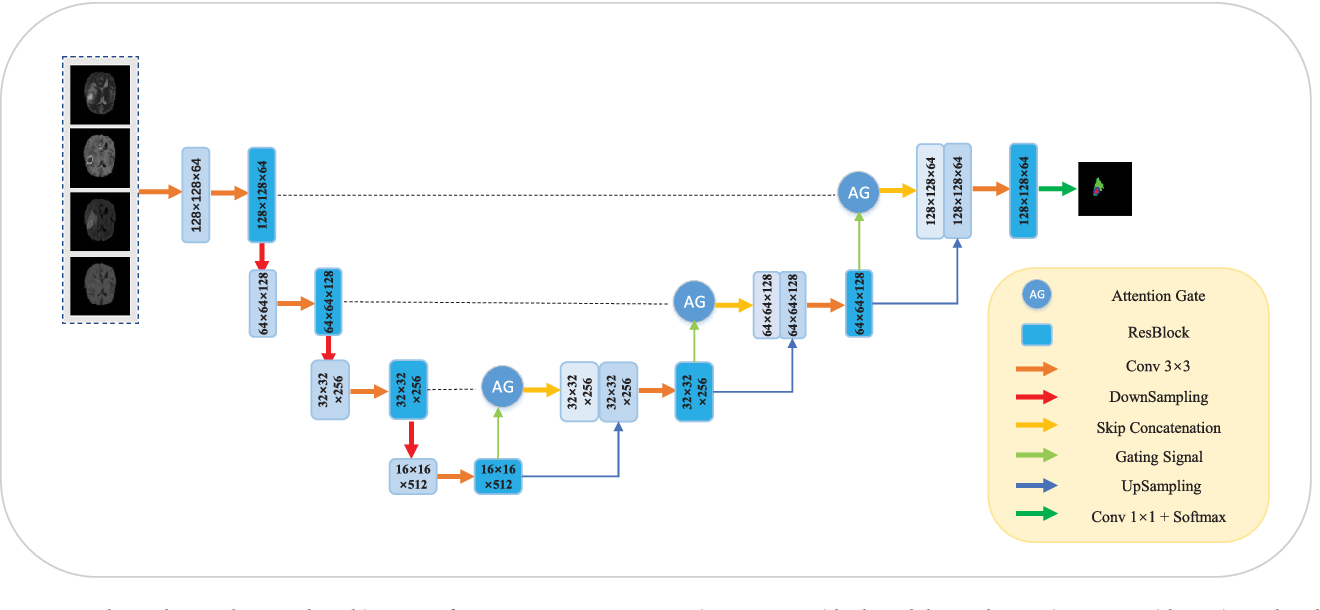 128×128×64
128×128×64
AG
128×128×64
128×128×64
128×128×64
64×64×128
64×64×128
AG
64×64×128
64×64×128
64×64×128
32×32
×256
32×32
×256
AG
32×32
×256
32×32
×256
32×32
×256
16×16
×512
16×16
×512
AG
Attention Gate
ResBlock
Conv 3×3
DownSampling
Skip Concatenation
Gating Signal
UpSampling
Conv 1×1 + Softmax